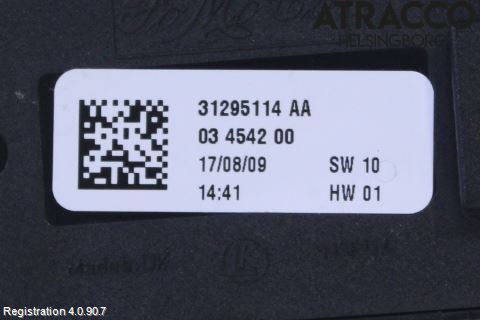 ATRACCO
HELSINGBORG
31295114 AA
03 4542 00
17/08/09 SW 10
14:41 HW 01
Registration 4.0.90.7